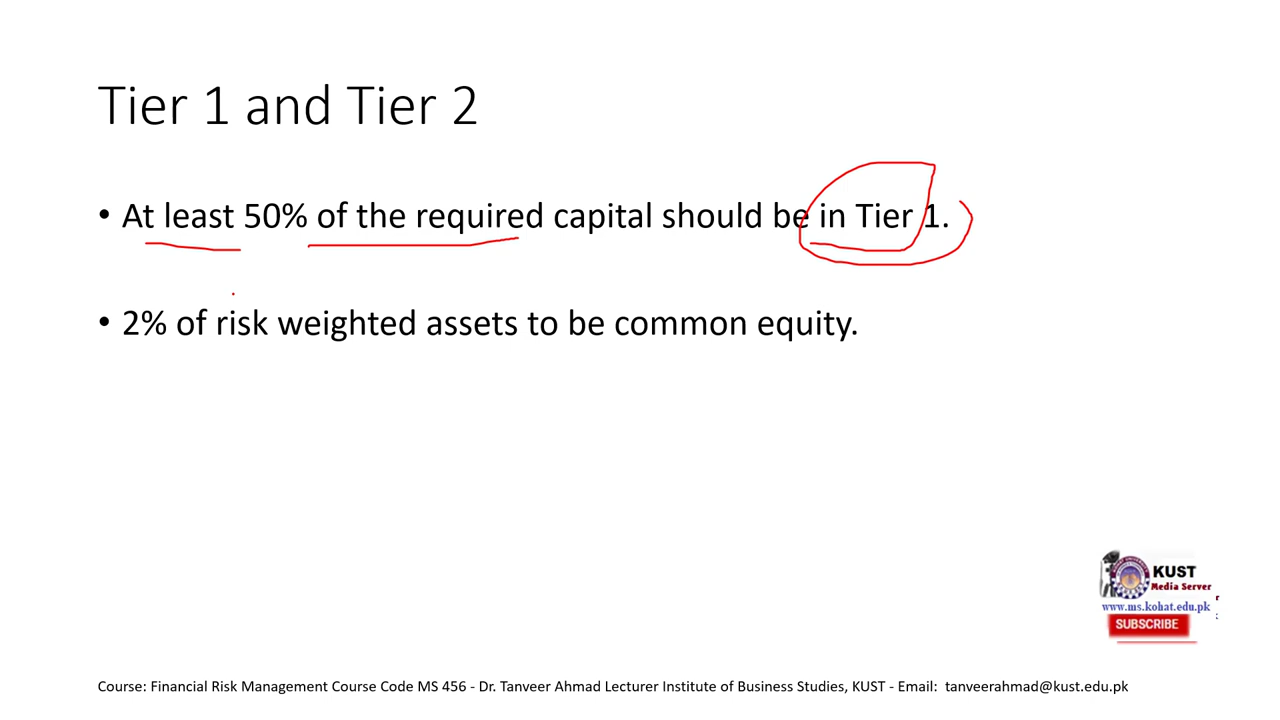 Tier 1 and Tier 2
• At least 50% of the required capital should be in Tier 1.
• 2% of risk weighted assets to be common equity.
KUST
Media Server
www.ms.kohat.edu.pk
SUBSCRIBE
Course: Financial Risk Management Course Code MS 456 - Dr. Tanveer Ahmad Lecturer Institute of Business Studies, KUST - Email: tanveerahmad@kust.edu.pk